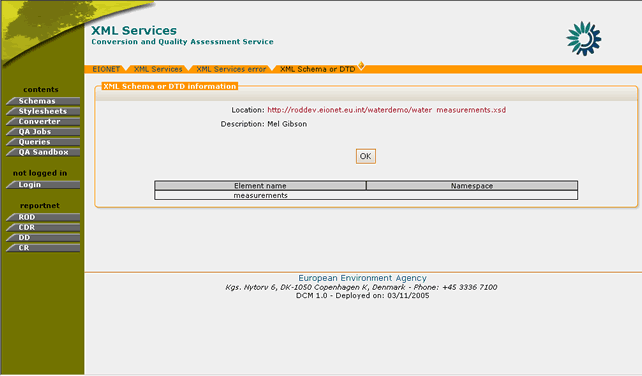 XML Services
Conversion and Quality Assessment Service
EIONET XML Services XML Services error XML Schema or DTD
contents
Schemas
Stylesheets
Converter
QA Jobs
Queries
QA Sandbox
not logged in
Login
reportnet
ROD
CDR
DD
CR
XML Schema or DTD information
Location: http://roddev.eionet.eu.int/waterdemo/water_measurements.xsd
Description: Mel Gibson
OK
Element name Namespace
measurements
European Environment Agency
Kgs. Nytorv 6, DK-1050 Copenhagen K, Denmark - Phone: +45 3336 7100
DCM 1.0 - Deployed on: 03/11/2005